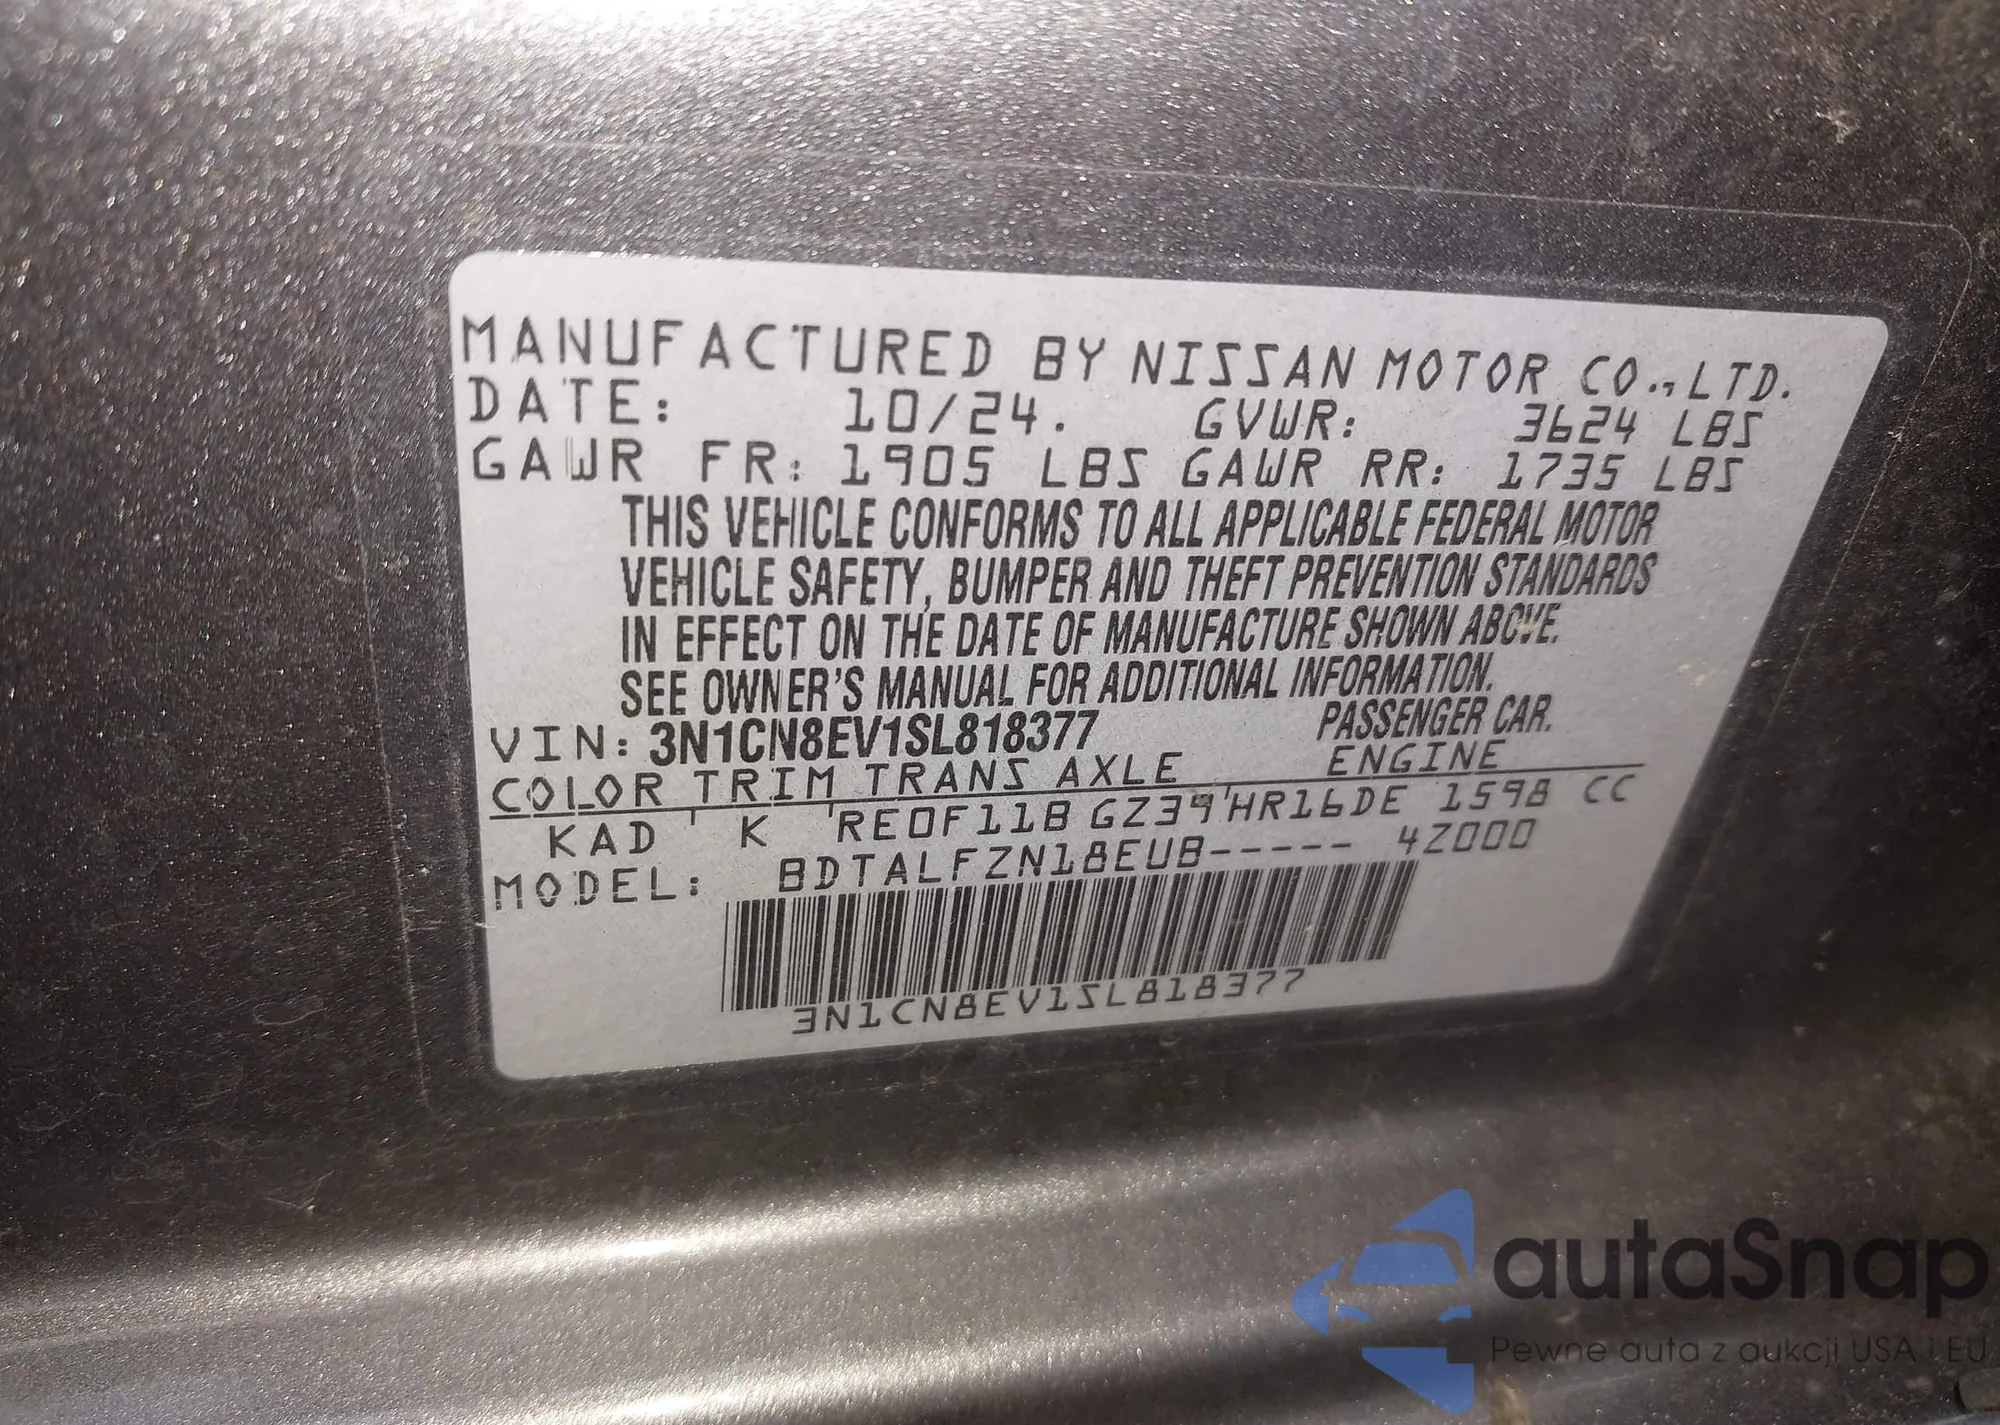 MANUFACTURED BY NISSAN MOTOR CO., LTD.
DATE: 10/24. GVWR: 3624 LBS
GAWR FR: 1905 LBS GAWR RR: 1735 LBS
THIS VEHICLE CONFORMS TO ALL APPLICABLE FEDERAL MOTOR
VEHICLE SAFETY, BUMPER AND THEFT PREVENTION STANDARDS
IN EFFECT ON THE DATE OF MANUFACTURE SHOWN ABOVE.
SEE OWNER'S MANUAL FOR ADDITIONAL INFORMATION.
VIN: 3N1CN8EV1SL818377 PASSENGER CAR.
COLOR TRIM TRANS AXLE ENGINE
KAD K RE0F11B GZ39 HR16DE 1598 CC
MODEL: BDTALFZN18EUB----- 4Z000
3N1CN8EV1SL818377
autaSnap
Pewne auta z aukcji USA i EU